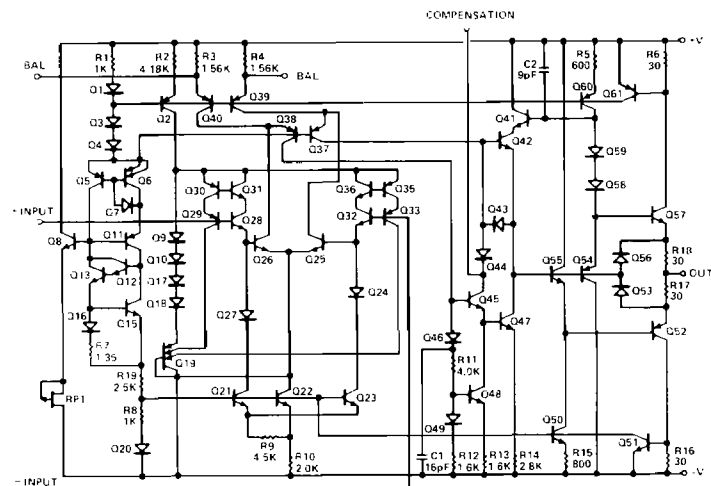 COMPENSATION
+V
R1
1K
R2
4.18K
R3
1.56K
R4
1.56K
C2
9pF
R5
600
R6
30
BAL
BAL
Q1
Q2
Q40
Q39
Q60
Q61
Q3
Q4
Q38
Q37
Q41
Q42
Q59
Q58
Q5
Q6
Q7
Q30
Q31
Q36
Q35
Q57
INPUT
Q29
Q28
Q32
Q33
Q43
Q8
Q11
Q9
Q26
Q25
Q44
Q55
Q54
Q56
R18
30
OUT
Q13
Q12
Q10
Q17
Q24
Q45
Q47
Q53
R17
30
Q16
Q15
Q18
Q27
Q46
Q52
R7
1.35
Q19
R11
4.0K
R19
2.5K
Q21
Q22
Q23
Q48
RP1
R8
1K
Q49
Q50
Q51
R9
4.5K
Q20
R10
2.0K
C1
16pF
R12
1.6K
R13
1.6K
R14
2.8K
R15
800
R16
30
-V
-INPUT